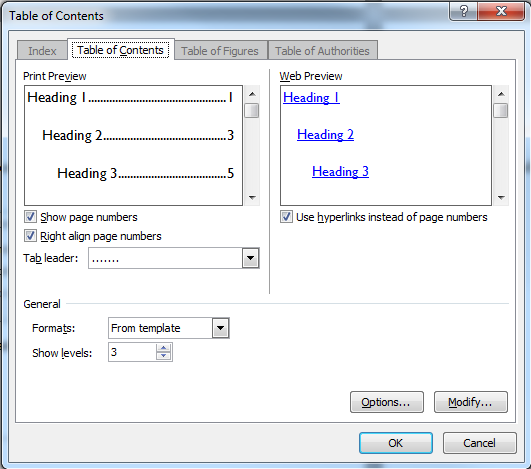 Table of Contents
Index Table of Contents Table of Figures Table of Authorities
Print Preview
Heading 1..............................................1
Heading 2.....................................3
Heading 3................................5
Show page numbers
Right align page numbers
Tab leader: .......
Web Preview
Heading 1
Heading 2
Heading 3
Use hyperlinks instead of page numbers
General
Formats: From template
Show levels: 3
Options... Modify...
OK Cancel